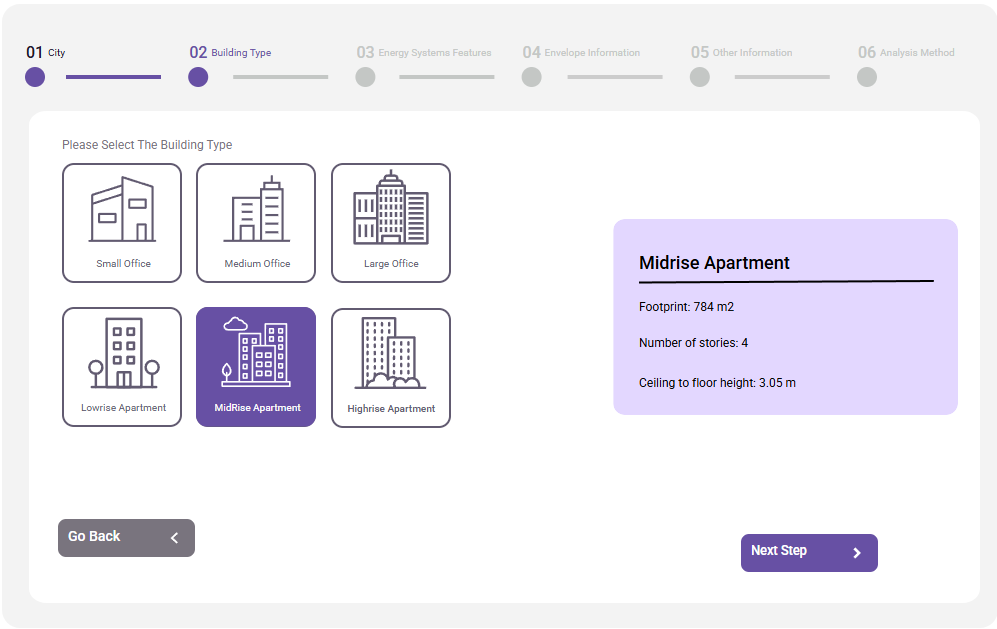 01 City
02 Building Type
03 Energy Systems Features
04 Envelope Information
05 Other Information
06 Analysis Method
Please Select The Building Type
Small Office
Medium Office
Large Office
Lowrise Apartment
MidRise Apartment
Highrise Apartment
Midrise Apartment
Footprint: 784 m2
Number of stories: 4
Ceiling to floor height: 3.05 m
Go Back
Next Step